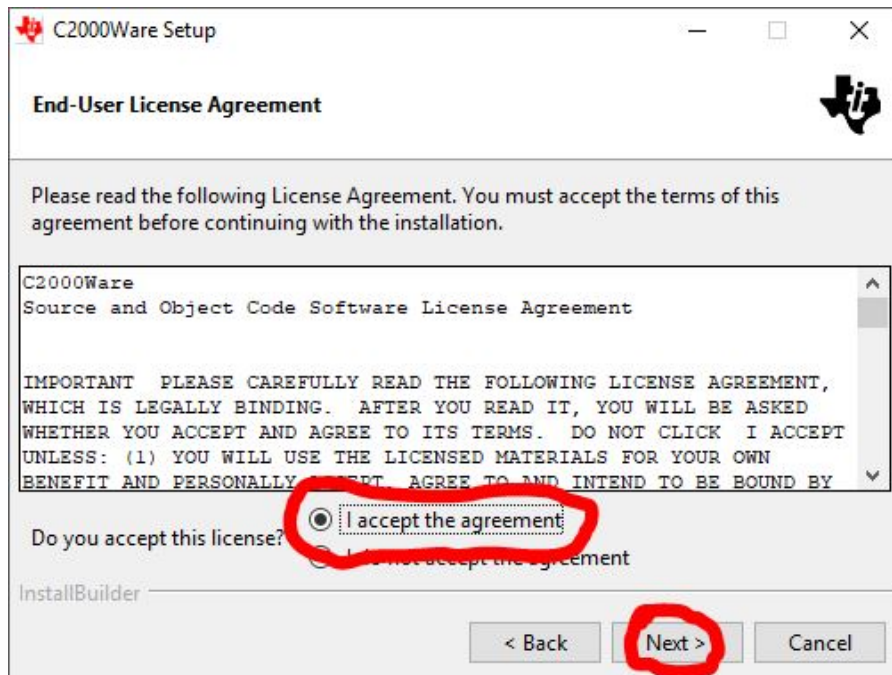 C2000Ware Setup
End-User License Agreement
Please read the following License Agreement. You must accept the terms of this
agreement before continuing with the installation.
C2000Ware
Source and Object Code Software License Agreement
IMPORTANT  PLEASE CAREFULLY READ THE FOLLOWING LICENSE AGREEMENT,
WHICH IS LEGALLY BINDING.  AFTER YOU READ IT, YOU WILL BE ASKED
WHETHER YOU ACCEPT AND AGREE TO ITS TERMS.  DO NOT CLICK  I ACCEPT
UNLESS: (1) YOU WILL USE THE LICENSED MATERIALS FOR YOUR OWN
BENEFIT AND PERSONALLY ACCEPT, AGREE TO AND INTEND TO BE BOUND BY
Do you accept this license?
I accept the agreement
not accept the agreement
InstallBuilder
< Back
Next >
Cancel